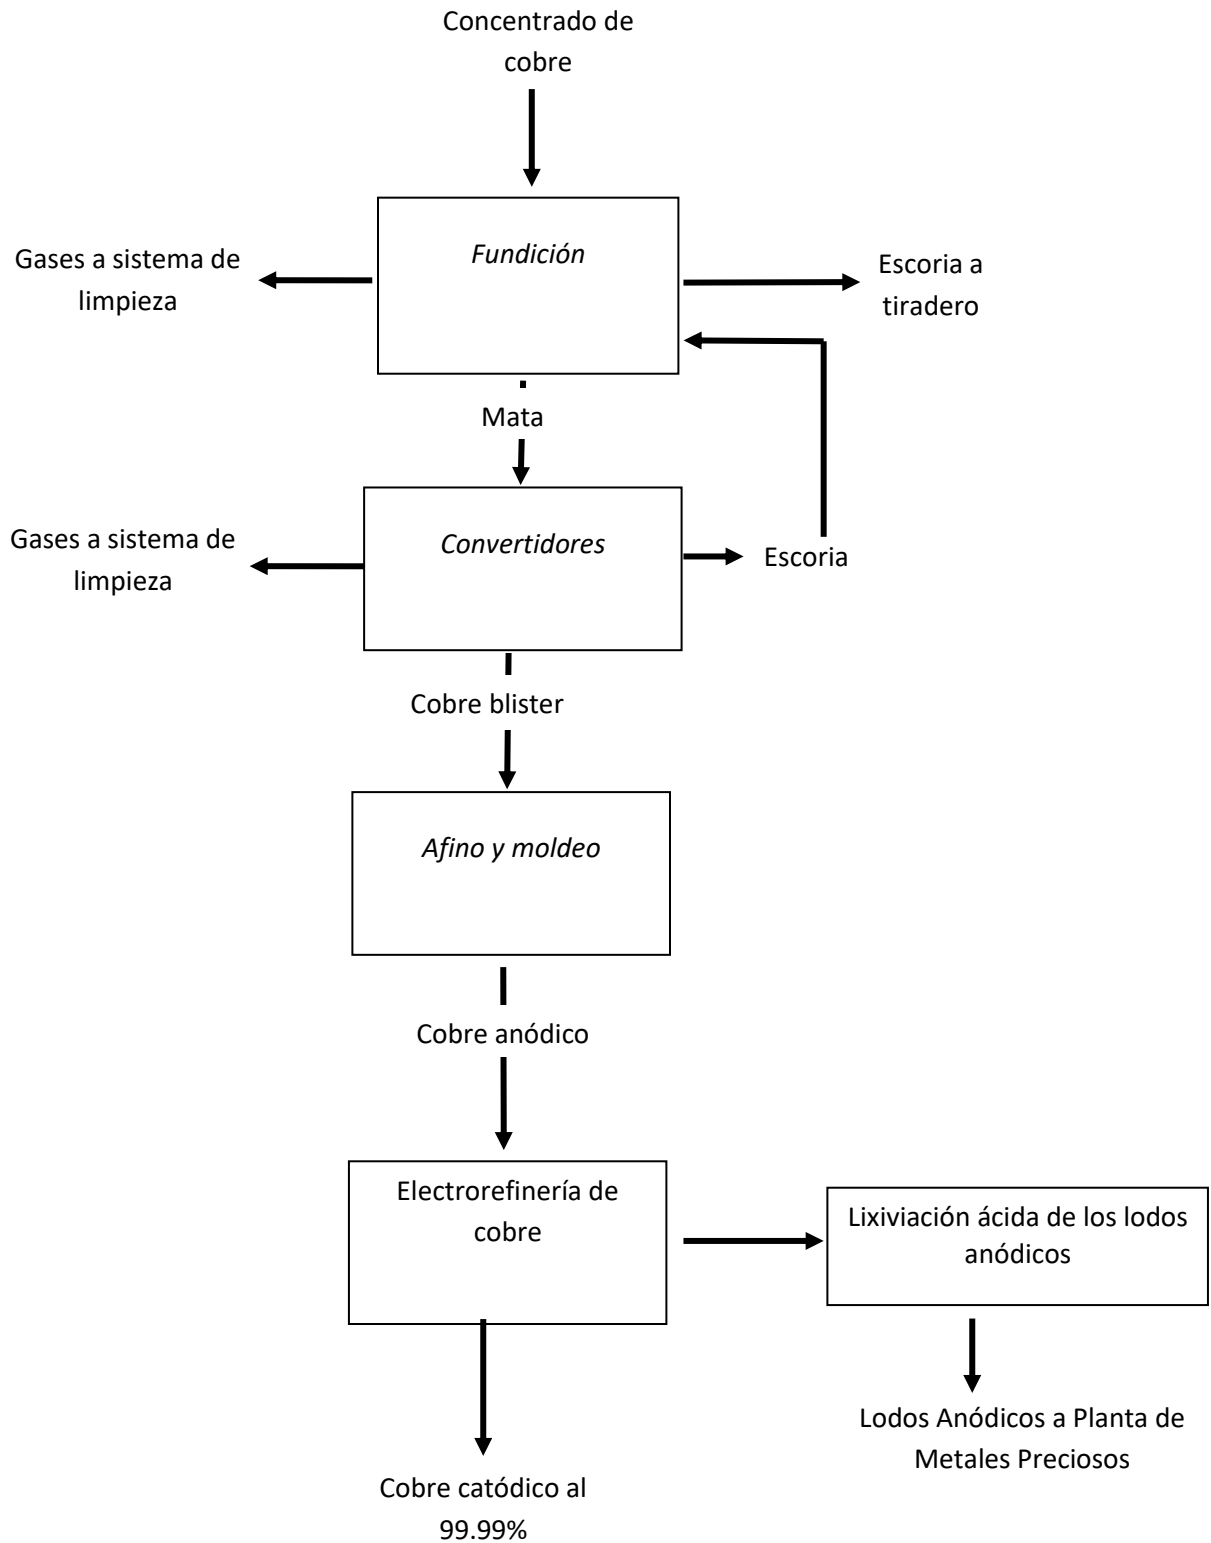 Concentrado de
cobre
Fundición
Gases a sistema de
limpieza
Escoria a
tiradero
Mata
Convertidores
Gases a sistema de
limpieza
Escoria
Cobre blister
Afino y moldeo
Cobre anódico
Electrorefinería de
cobre
Lixiviación ácida de los lodos
anódicos
Lodos Anódicos a Planta de
Metales Preciosos
Cobre catódico al
99.99%